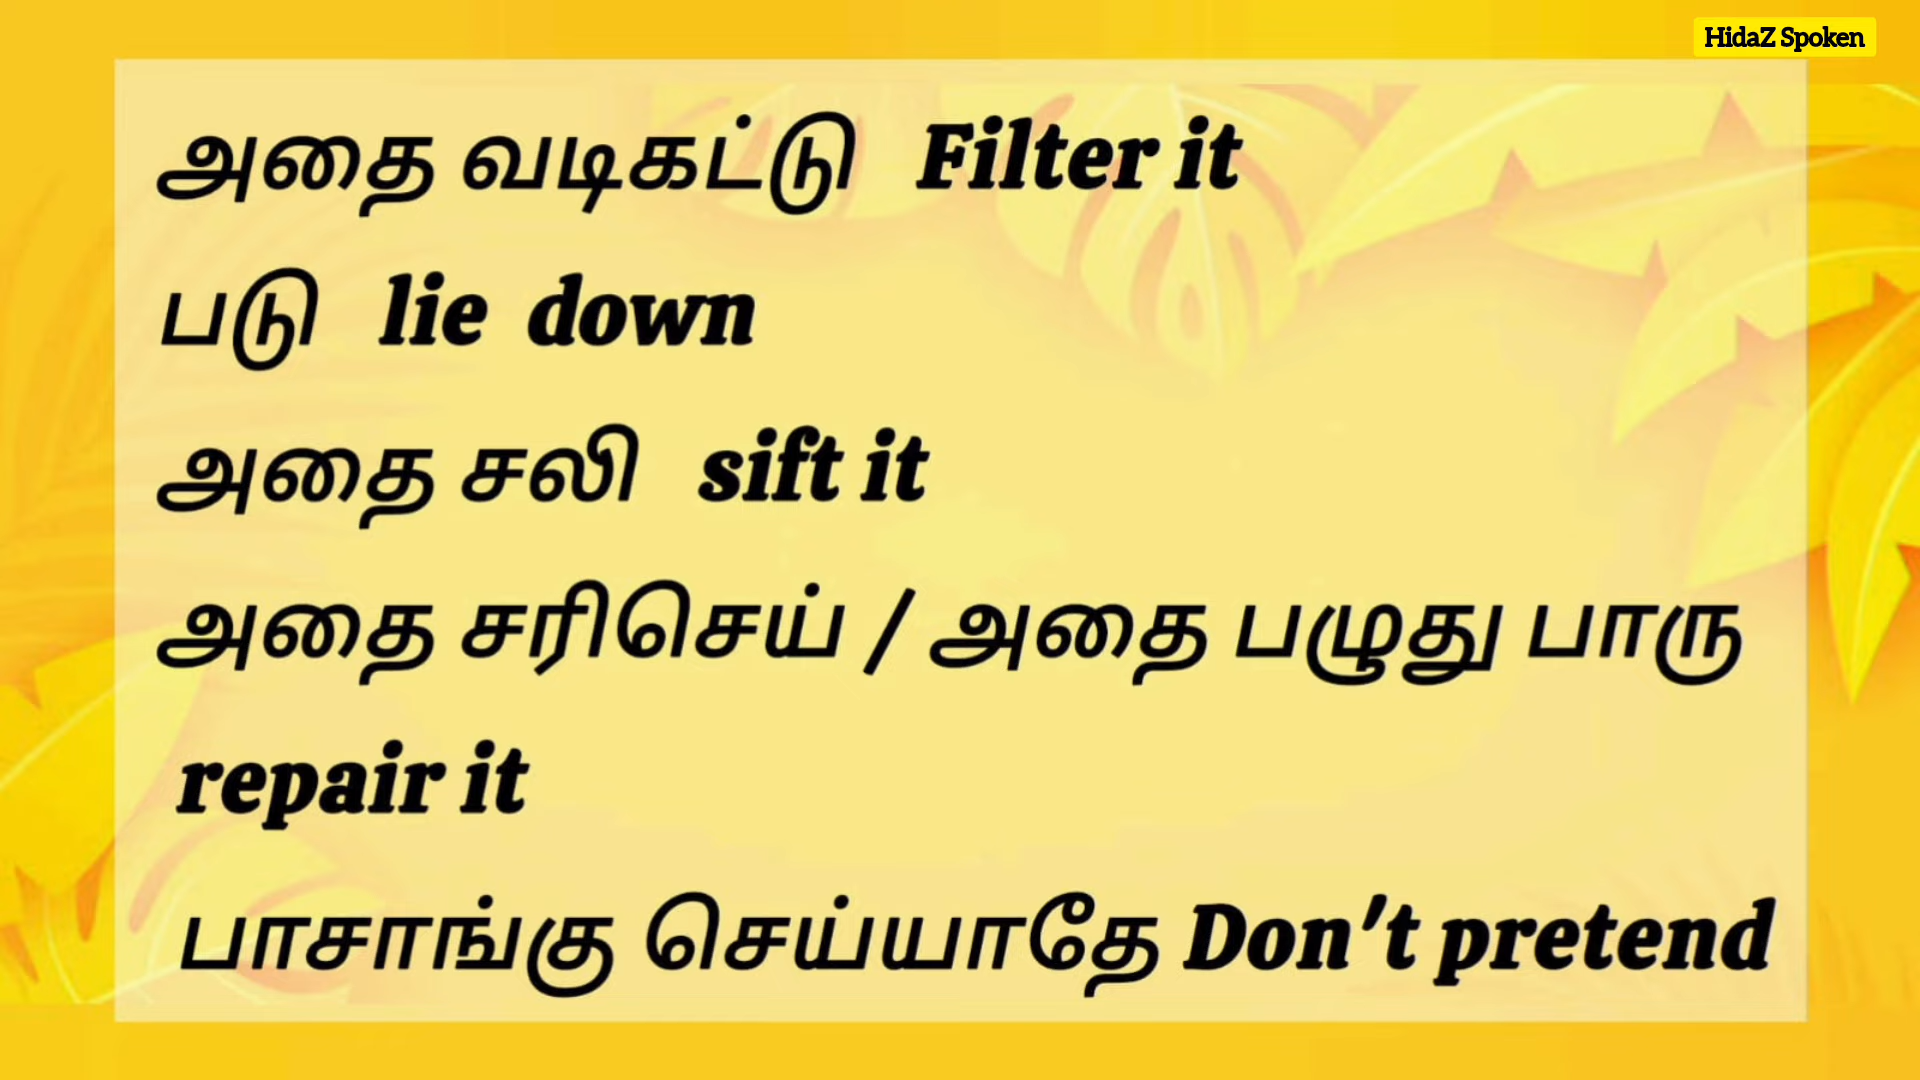 HidaZ Spoken
அதை வடிகட்டு Filter it
படு lie down
அதை சலி sift it
அதை சரிசெய் / அதை பழுது பாரு
repair it
பாசாங்கு செய்யாதே Don't pretend